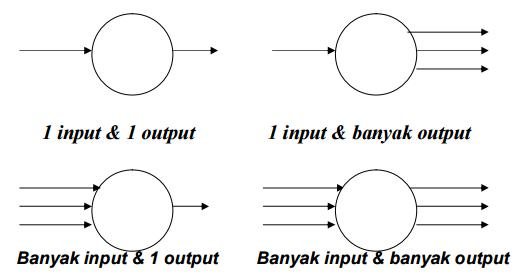 1 input & 1 output
1 input & banyak output
Banyak input & 1 output
Banyak input & banyak output